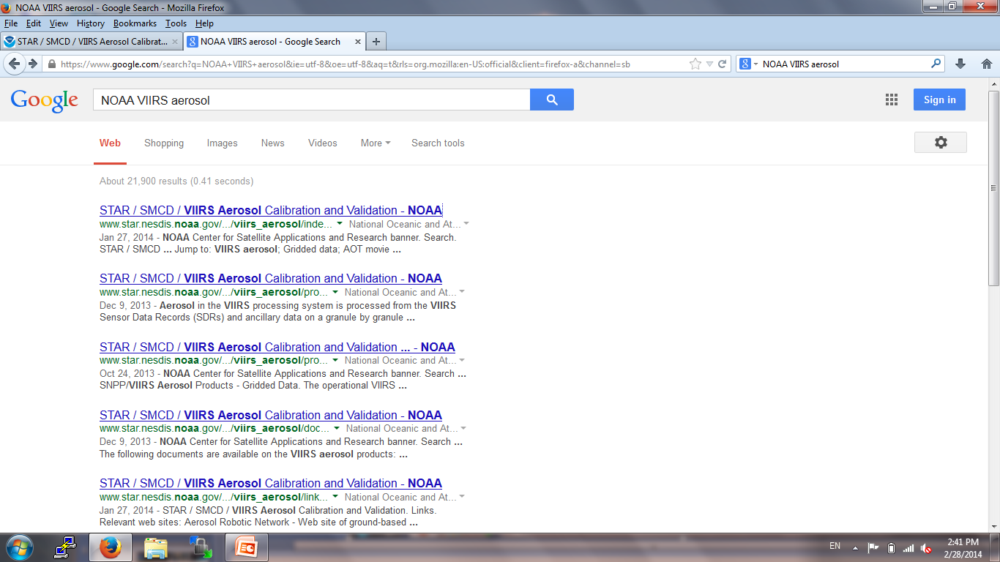 NOAA VIIRS aerosol - Google Search - Mozilla Firefox
File Edit View History Bookmarks Tools Help
STAR / SMCD / VIIRS Aerosol Calibrat... NOAA VIIRS aerosol - Google Search
https://www.google.com/search?q=NOAA+VIIRS+aerosol&ie=utf-8&oe=utf-8&aq=t&rls=org.mozilla:en-US:official&client=firefox-a&channel=sb NOAA VIIRS aerosol
Google NOAA VIIRS aerosol Sign in
Web Shopping Images News Videos More Search tools
About 21,900 results (0.41 seconds)
STAR / SMCD / VIIRS Aerosol Calibration and Validation - NOAA
www.star.nesdis.noaa.gov/.../viirs_aerosol/inde... National Oceanic and At...
Jan 27, 2014 - NOAA Center for Satellite Applications and Research banner. Search.
STAR / SMCD ... Jump to: VIIRS aerosol; Gridded data; AOT movie ...
STAR / SMCD / VIIRS Aerosol Calibration and Validation - NOAA
www.star.nesdis.noaa.gov/.../viirs_aerosol/pro... National Oceanic and At...
Dec 9, 2013 - Aerosol in the VIIRS processing system is processed from the VIIRS
Sensor Data Records (SDRs) and ancillary data on a granule by granule ...
STAR / SMCD / VIIRS Aerosol Calibration and Validation ... - NOAA
www.star.nesdis.noaa.gov/.../viirs_aerosol/pro... National Oceanic and At...
Oct 24, 2013 - NOAA Center for Satellite Applications and Research banner. Search ...
SNPP/VIIRS Aerosol Products - Gridded Data. The operational VIIRS ...
STAR / SMCD / VIIRS Aerosol Calibration and Validation - NOAA
www.star.nesdis.noaa.gov/.../viirs_aerosol/doc... National Oceanic and At...
Dec 9, 2013 - NOAA Center for Satellite Applications and Research banner. Search ...
The following documents are available on the VIIRS aerosol products: ...
STAR / SMCD / VIIRS Aerosol Calibration and Validation - NOAA
www.star.nesdis.noaa.gov/.../viirs_aerosol/link... National Oceanic and At...
Jan 27, 2014 - STAR / SMCD / VIIRS Aerosol Calibration and Validation. Links.
Relevant web sites: Aerosol Robotic Network - Web site of ground-based ...
EN 2:41 PM
2/28/2014